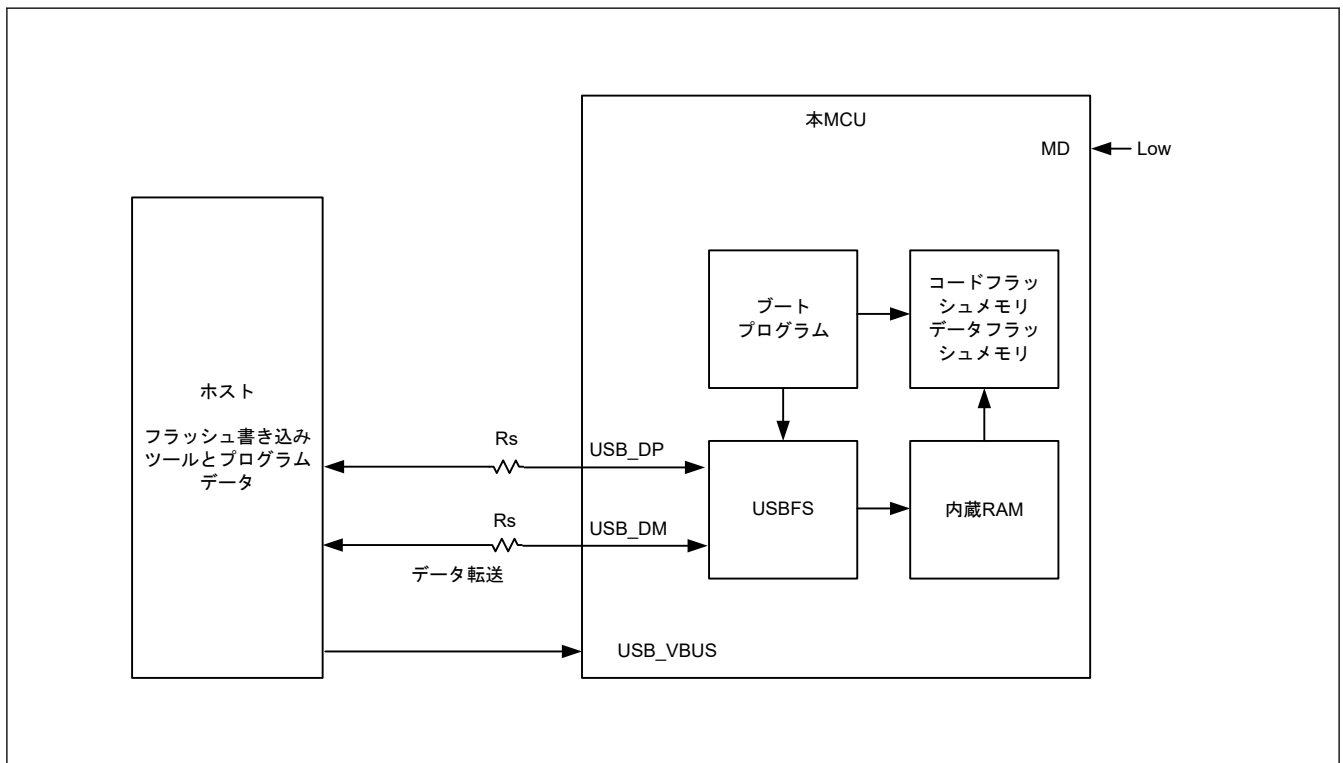 本MCU
MD
Low
ブート
プログラム
コードフラッ
シュメモリ
データフラッ
シュメモリ
ホスト
フラッシュ書き込み
ツールとプログラム
データ
Rs
USB_DP
USBFS
内蔵RAM
Rs
USB_DM
データ転送
USB_VBUS